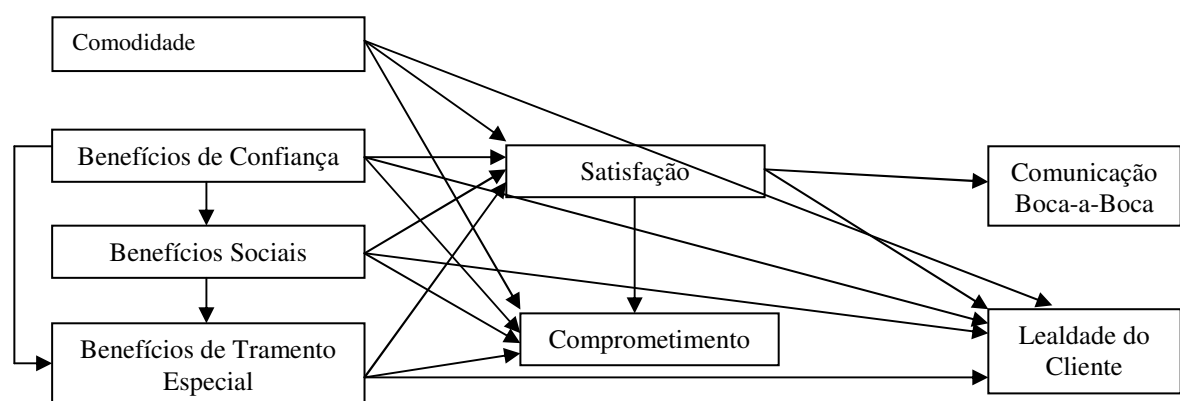 Comodidade
Benefícios de Confiança
Satisfação
Comunicação
Boca-a-Boca
Benefícios Sociais
Benefícios de Tramento
Especial
Comprometimento
Lealdade do
Cliente